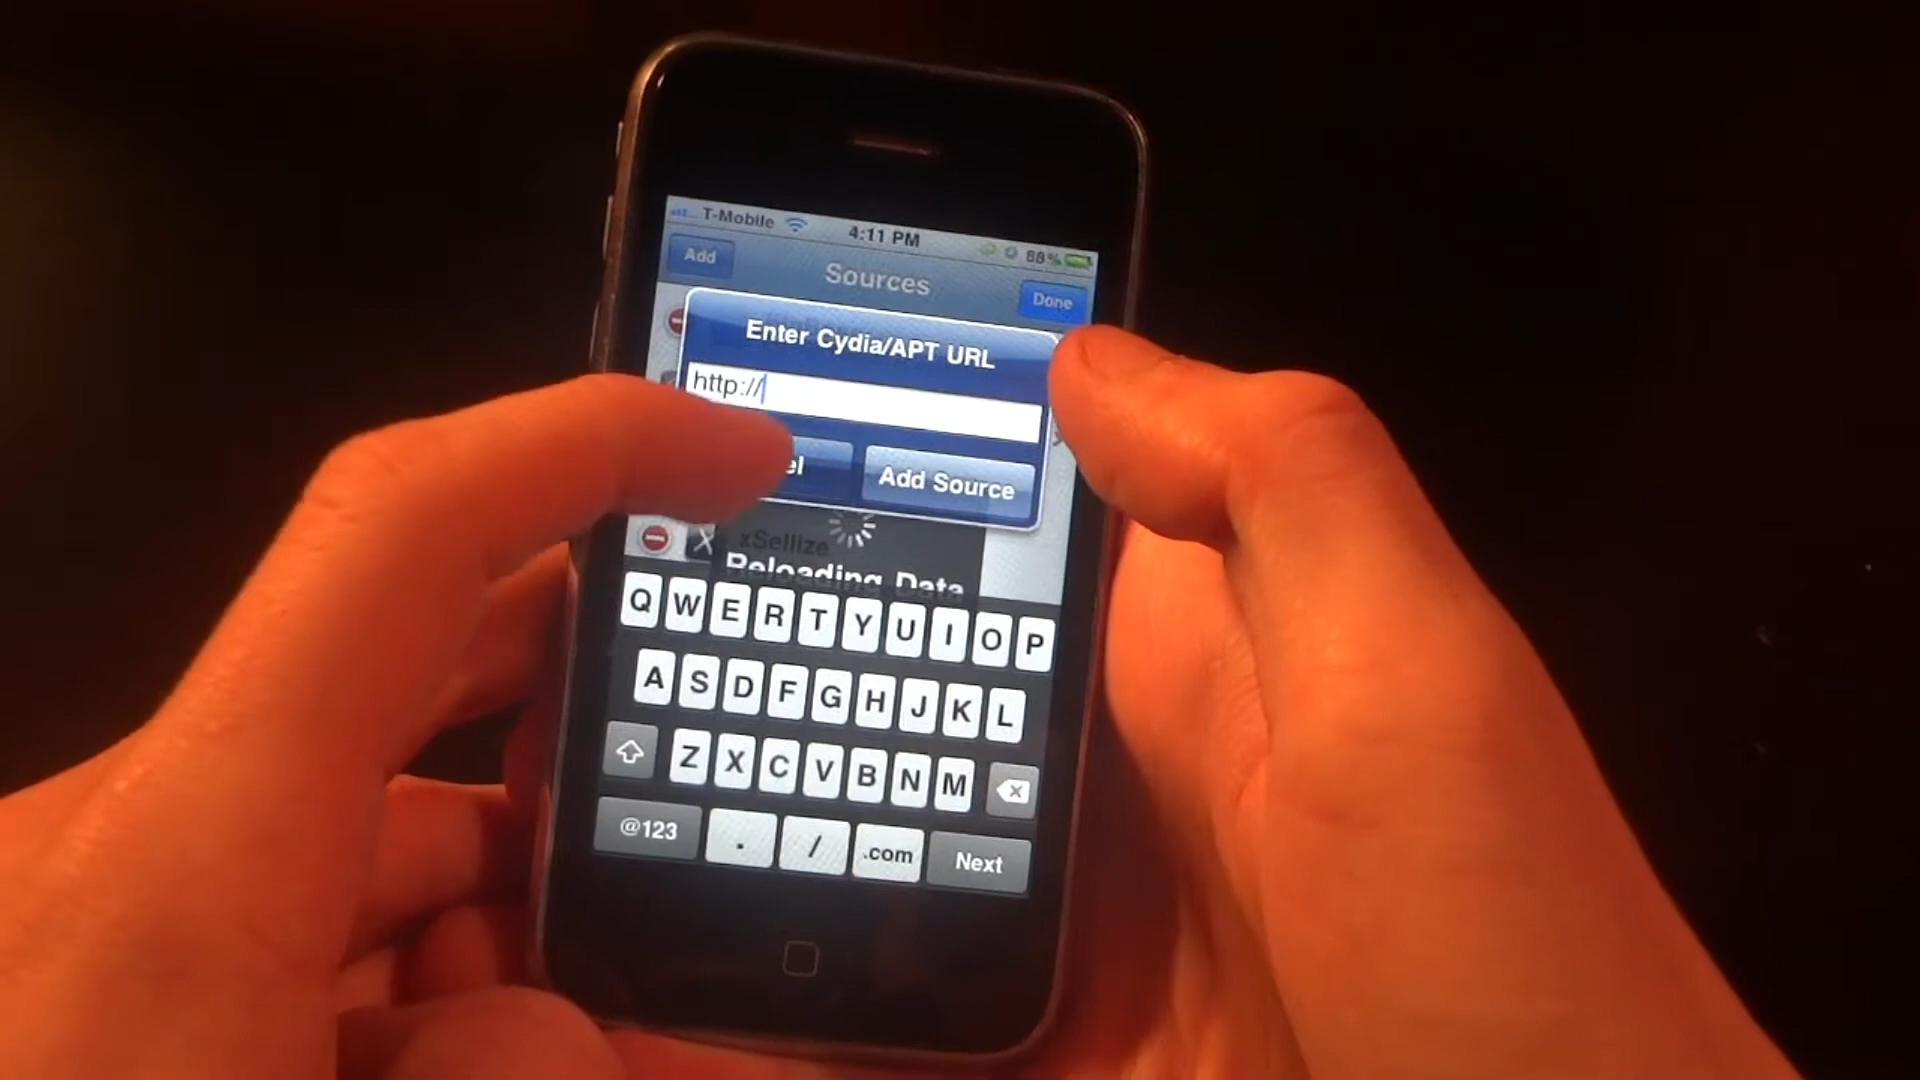 T-Mobile 4:11 PM 88%
Add Sources Done
Enter Cydia/APT URL
http://
el Add Source
xSellize
Reloading Data
Q W E R T Y U I O P
A S D F G H J K L
Z X C V B N M
@123 . / .com Next